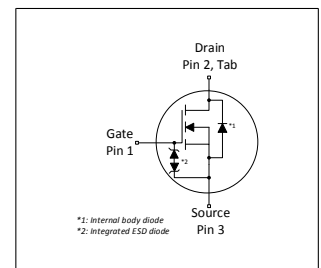 Drain
Pin 2, Tab
*1
Gate
Pin 1
*2
Source
Pin 3
*1: Internal body diode
*2: Integrated ESD diode